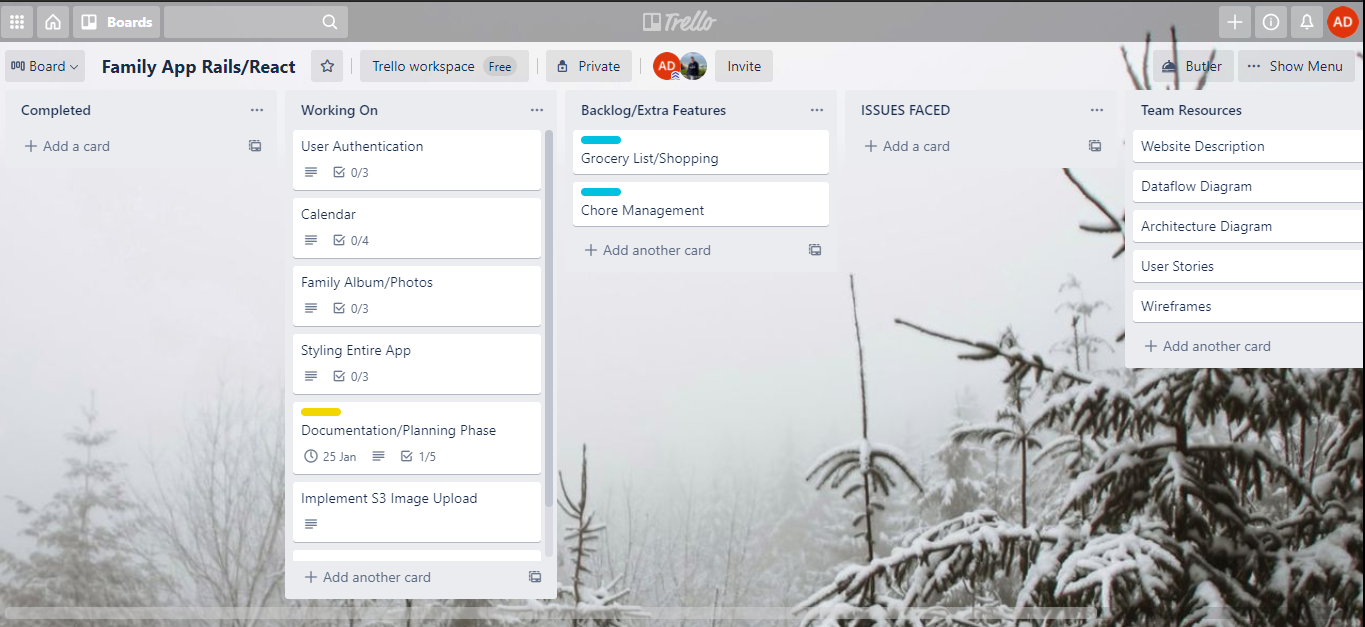 Boards
Trello
AD
Board
Family App Rails/React
Trello workspace Free
Private
AD
Invite
Butler
Show Menu
Completed
Add a card
Working On
User Authentication
0/3
Calendar
0/4
Family Album/Photos
0/3
Styling Entire App
0/3
Documentation/Planning Phase
25 Jan 1/5
Implement S3 Image Upload
Add another card
Backlog/Extra Features
Grocery List/Shopping
Chore Management
Add another card
ISSUES FACED
Add a card
Team Resources
Website Description
Dataflow Diagram
Architecture Diagram
User Stories
Wireframes
Add another card